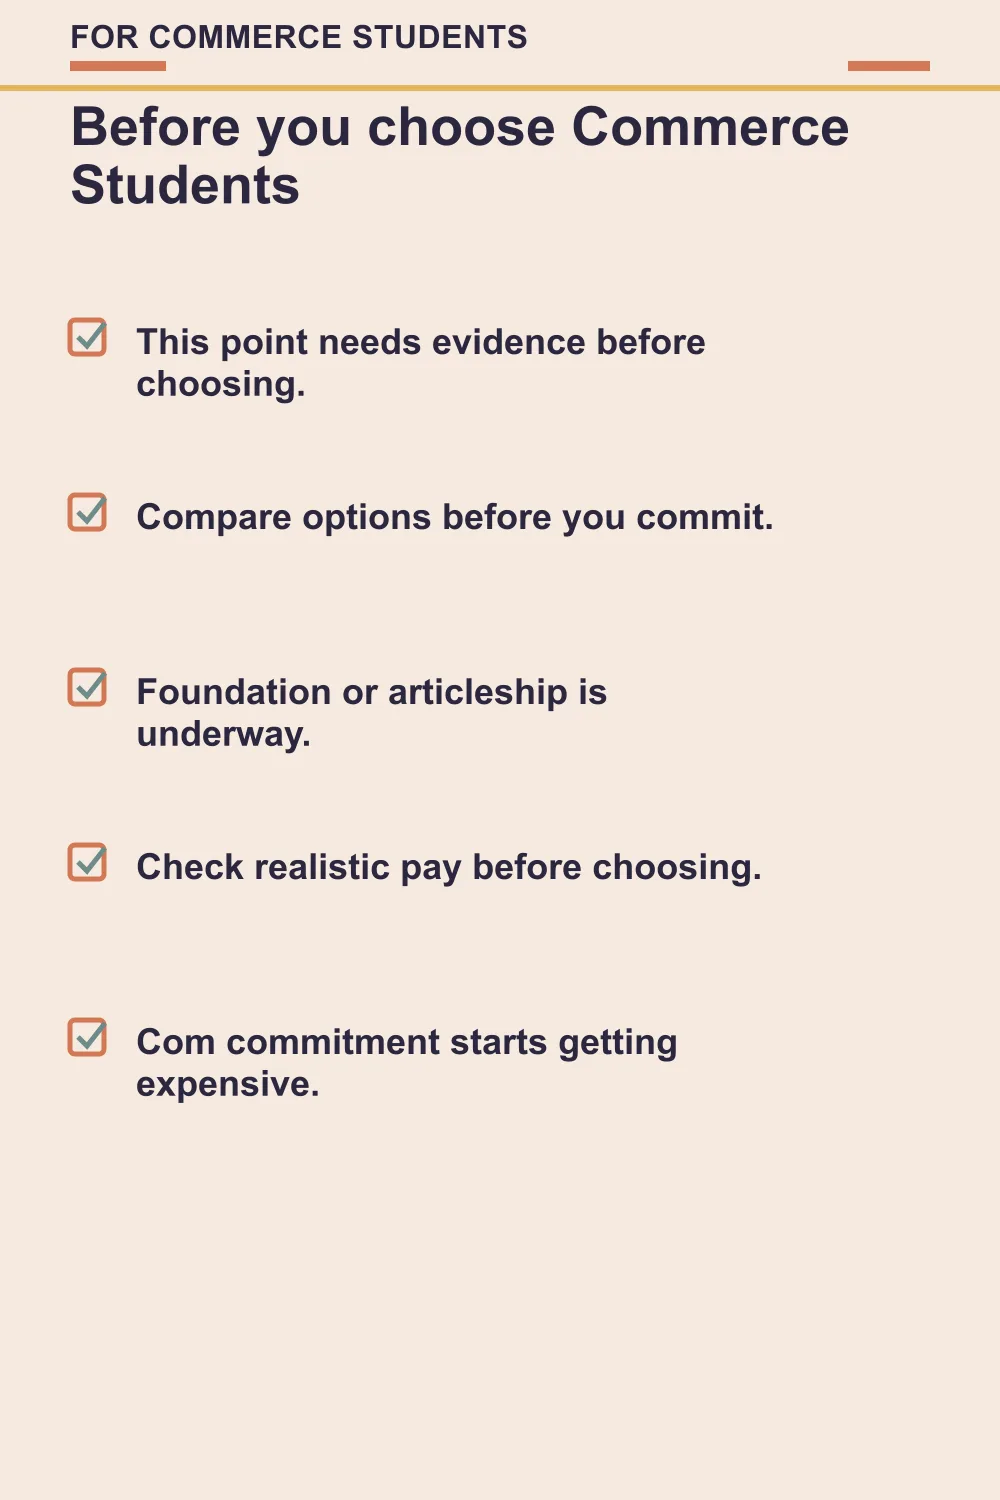 FOR COMMERCE STUDENTS
Before you choose Commerce
Students
This point needs evidence before
choosing.
Compare options before you commit.
Foundation or articleship is
underway.
Check realistic pay before choosing.
Com commitment starts getting
expensive.